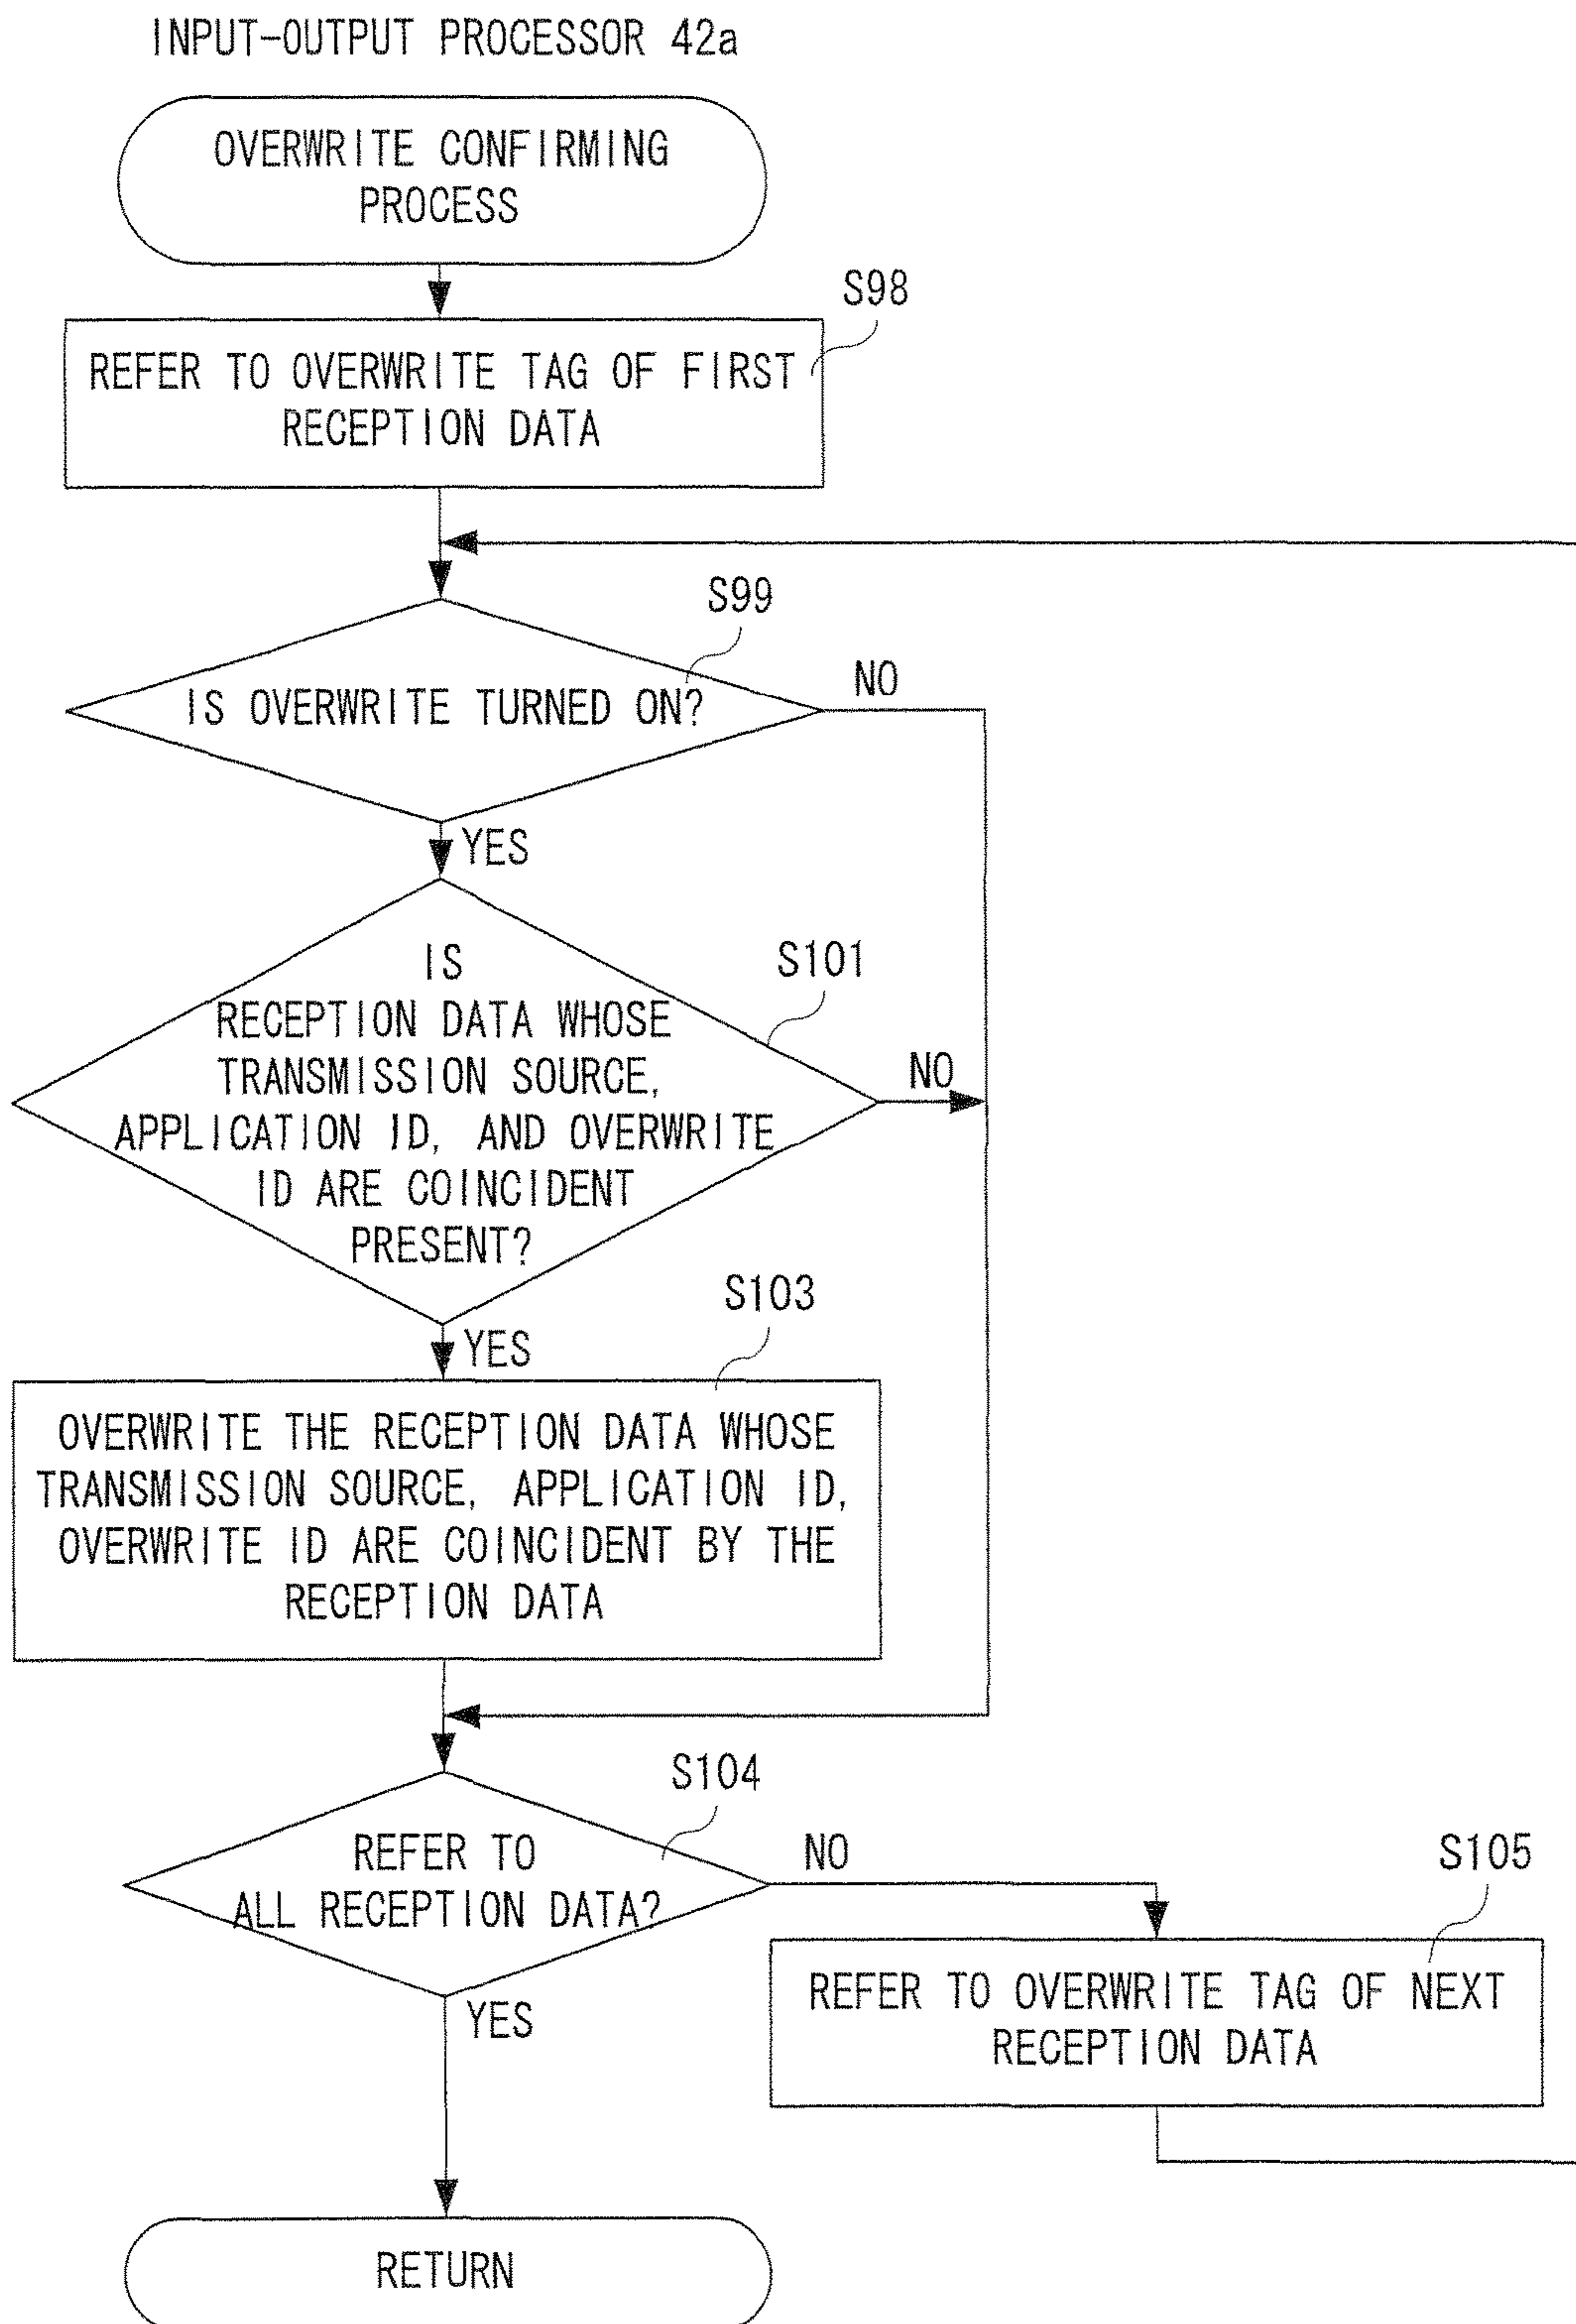 INPUT-OUTPUT PROCESSOR 42a
OVERWRITE CONFIRMING
PROCESS
S98
REFER TO OVERWRITE TAG OF FIRST
RECEPTION DATA
S99
IS OVERWRITE TURNED ON?
NO
YES
S101
IS
RECEPTION DATA WHOSE
TRANSMISSION SOURCE,
APPLICATION ID, AND OVERWRITE
ID ARE COINCIDENT
PRESENT?
NO
YES
S103
OVERWRITE THE RECEPTION DATA WHOSE
TRANSMISSION SOURCE, APPLICATION ID,
OVERWRITE ID ARE COINCIDENT BY THE
RECEPTION DATA
S104
REFER TO
ALL RECEPTION DATA?
NO
YES
S105
REFER TO OVERWRITE TAG OF NEXT
RECEPTION DATA
RETURN